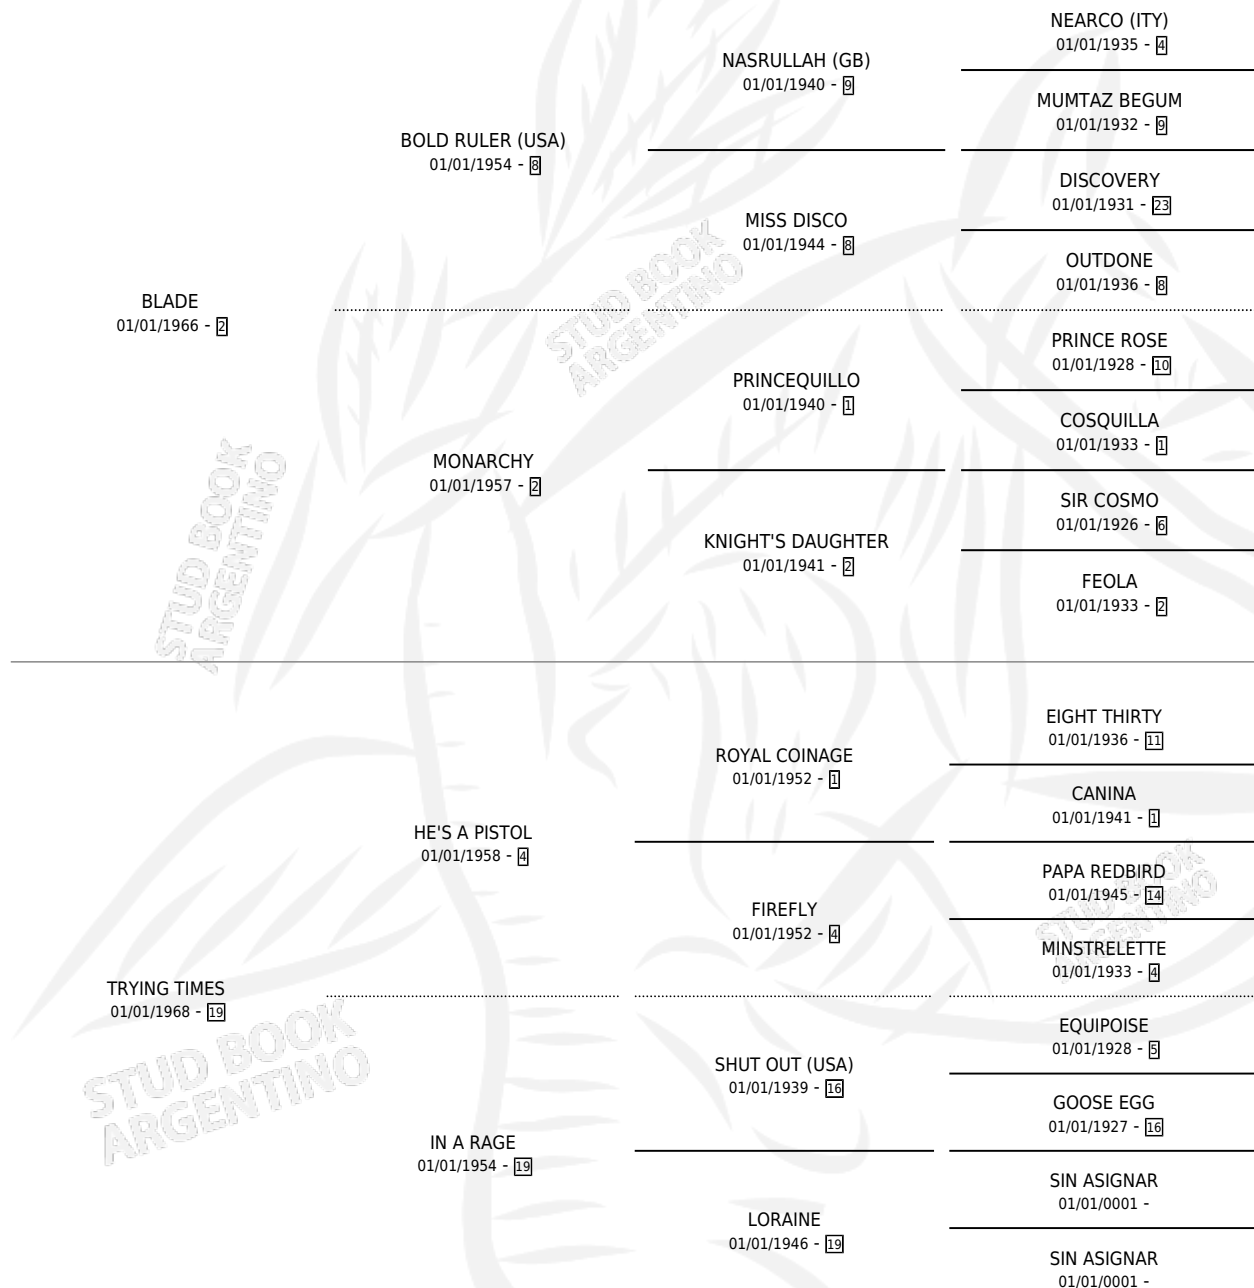 NEARCO (ITY)
01/01/1935 - 4
NASRULLAH (GB)
01/01/1940 - 9
MUMTAZ BEGUM
01/01/1932 - 9
BOLD RULER (USA)
01/01/1954 - 8
DISCOVERY
01/01/1931 - 23
MISS DISCO
01/01/1944 - 8
OUTDONE
01/01/1936 - 8
BLADE
01/01/1966 - 2
STUD BOOK
ARGENTINO
PRINCE ROSE
01/01/1928 - 10
PRINCEQUILLO
01/01/1940 - 1
COSQUILLA
01/01/1933 - 1
MONARCHY
01/01/1957 - 2
SIR COSMO
01/01/1926 - 6
KNIGHT'S DAUGHTER
01/01/1941 - 2
FEOLA
01/01/1933 - 2
STUD BOOK
ARGENTINO
EIGHT THIRTY
01/01/1936 - 11
ROYAL COINAGE
01/01/1952 - 1
CANINA
01/01/1941 - 1
HE'S A PISTOL
01/01/1958 - 4
PAPA REDBIRD
01/01/1945 - 14
FIREFLY
01/01/1952 - 4
MINSTRELETTE
01/01/1933 - 4
STUD BOOK
ARGENTINO
TRYING TIMES
01/01/1968 - 19
EQUIPOISE
01/01/1928 - 5
SHUT OUT (USA)
01/01/1939 - 16
GOOSE EGG
01/01/1927 - 16
STUD BOOK
ARGENTINO
IN A RAGE
01/01/1954 - 19
SIN ASIGNAR
01/01/0001 -
LORAINE
01/01/1946 - 19
SIN ASIGNAR
01/01/0001 -